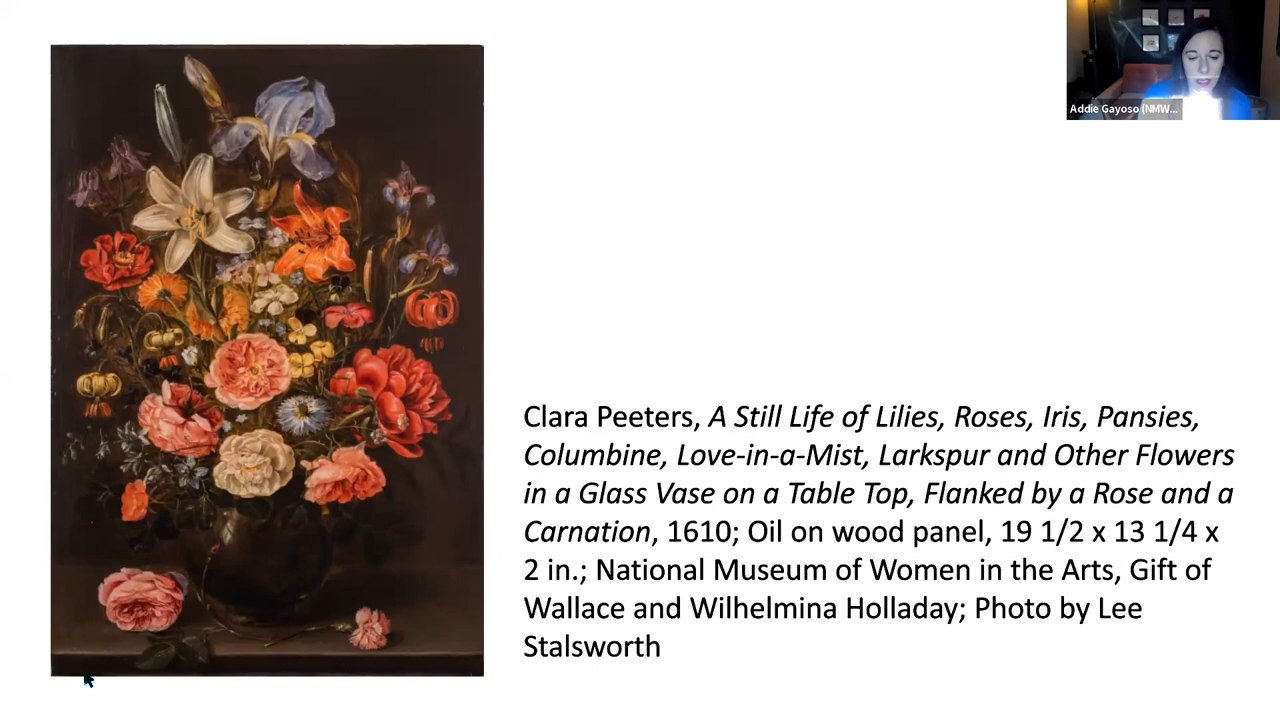 Addie Gayoso (NMW...
Clara Peeters, A Still Life of Lilies, Roses, Iris, Pansies,
Columbine, Love-in-a-Mist, Larkspur and Other Flowers
in a Glass Vase on a Table Top, Flanked by a Rose and a
Carnation, 1610; Oil on wood panel, 19 1/2 x 13 1/4 x
2 in.; National Museum of Women in the Arts, Gift of
Wallace and Wilhelmina Holladay; Photo by Lee
Stalsworth